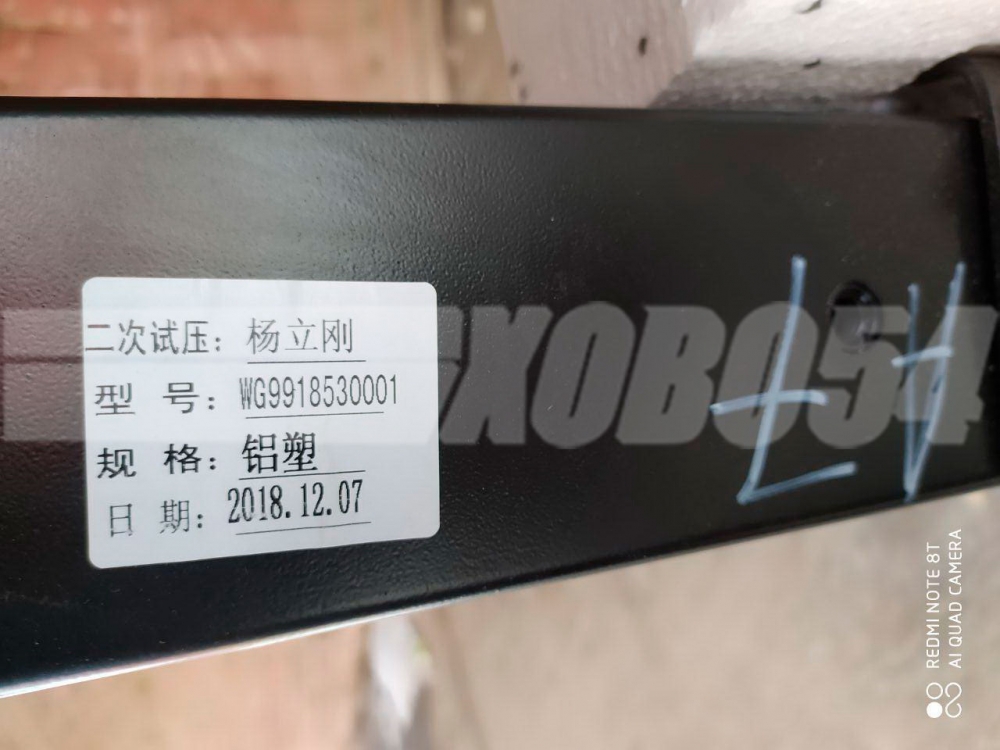 二次试压：杨立刚
型 号：WG9918530001
规 格：铝塑
日 期：2018.12.07
XOBO54
REDMI NOTE 8T
AI QUAD CAMERA